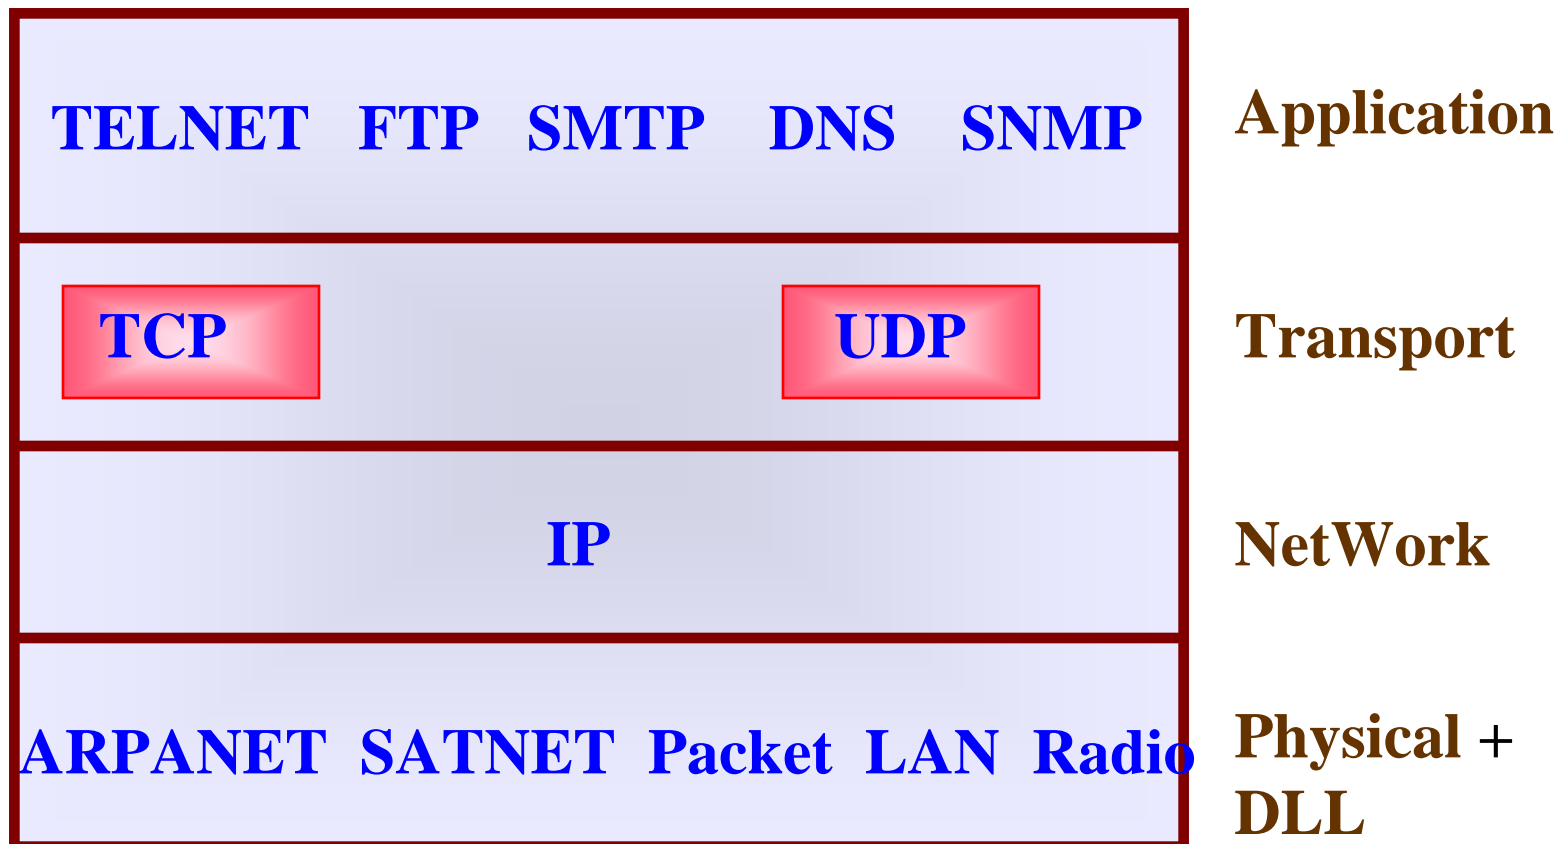 TELNET FTP SMTP DNS SNMP Application
TCP UDP Transport
IP NetWork
ARPANET SATNET Packet LAN Radio Physical +
DLL